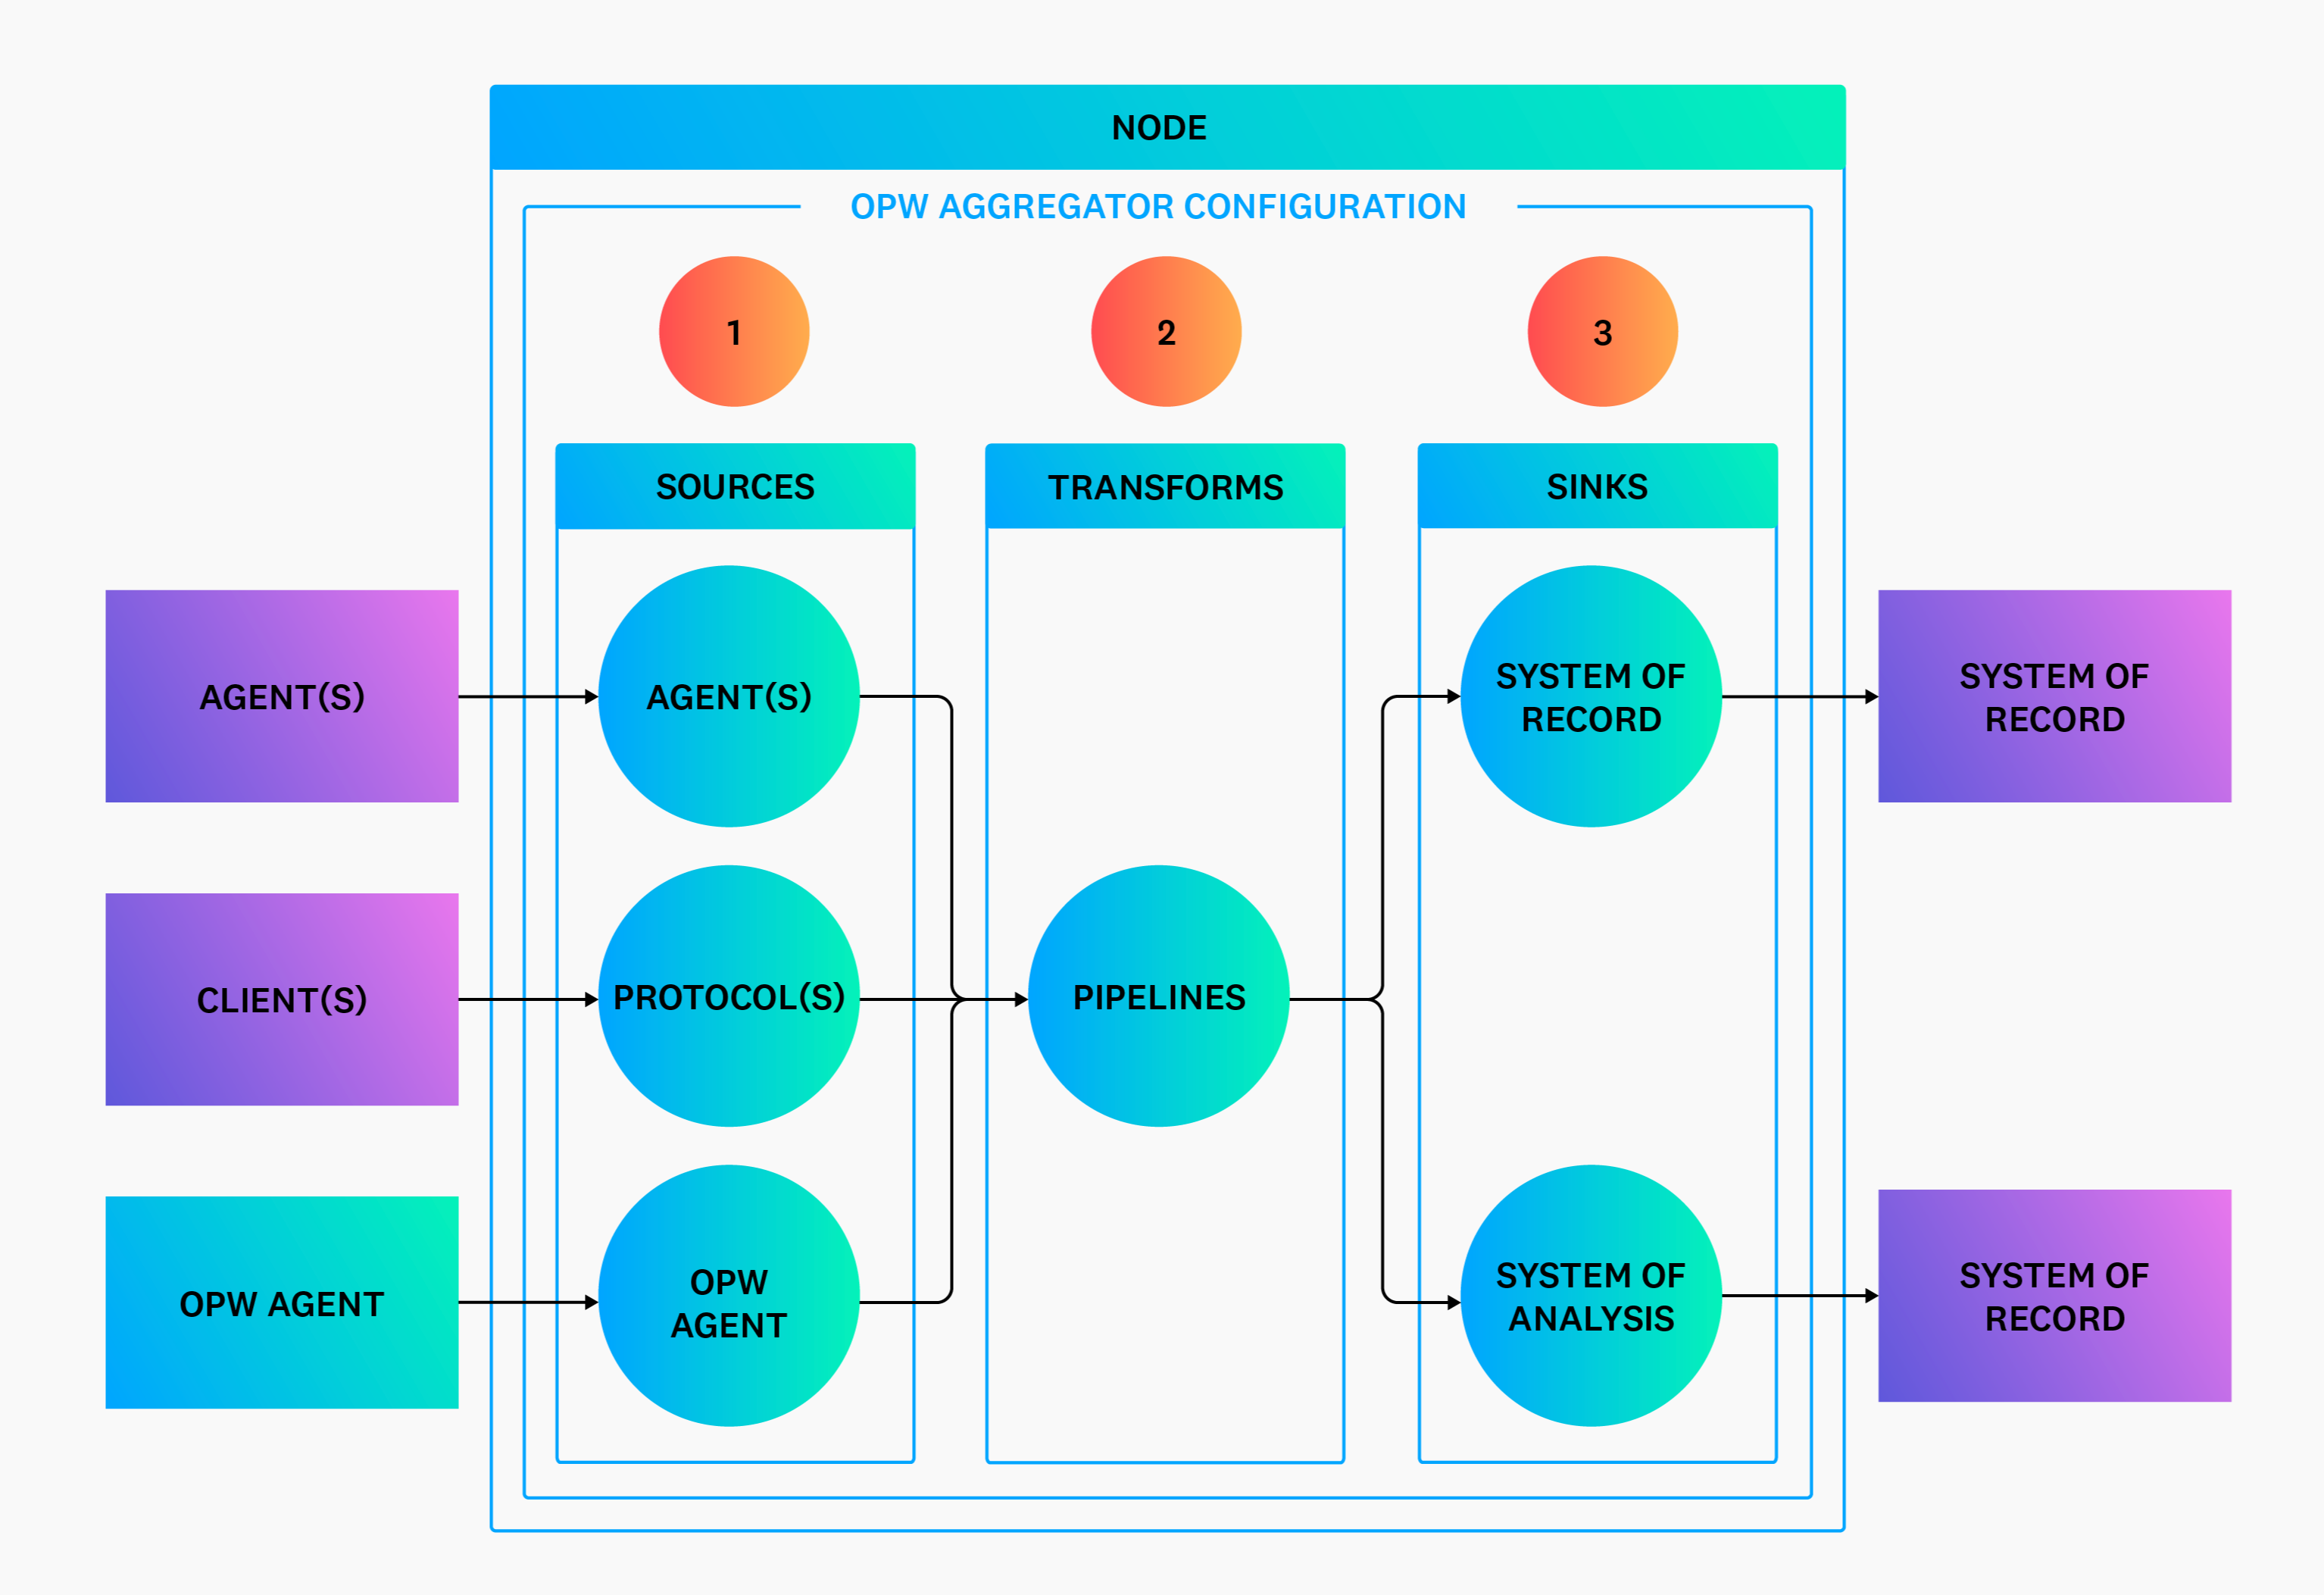 NODE
OPW AGGREGATOR CONFIGURATION
1
2
3
SOURCES
TRANSFORMS
SINKS
AGENT(S)
AGENT(S)
SYSTEM OF
RECORD
SYSTEM OF
RECORD
CLIENT(S)
PROTOCOL(S)
PIPELINES
OPW AGENT
OPW
AGENT
SYSTEM OF
ANALYSIS
SYSTEM OF
RECORD